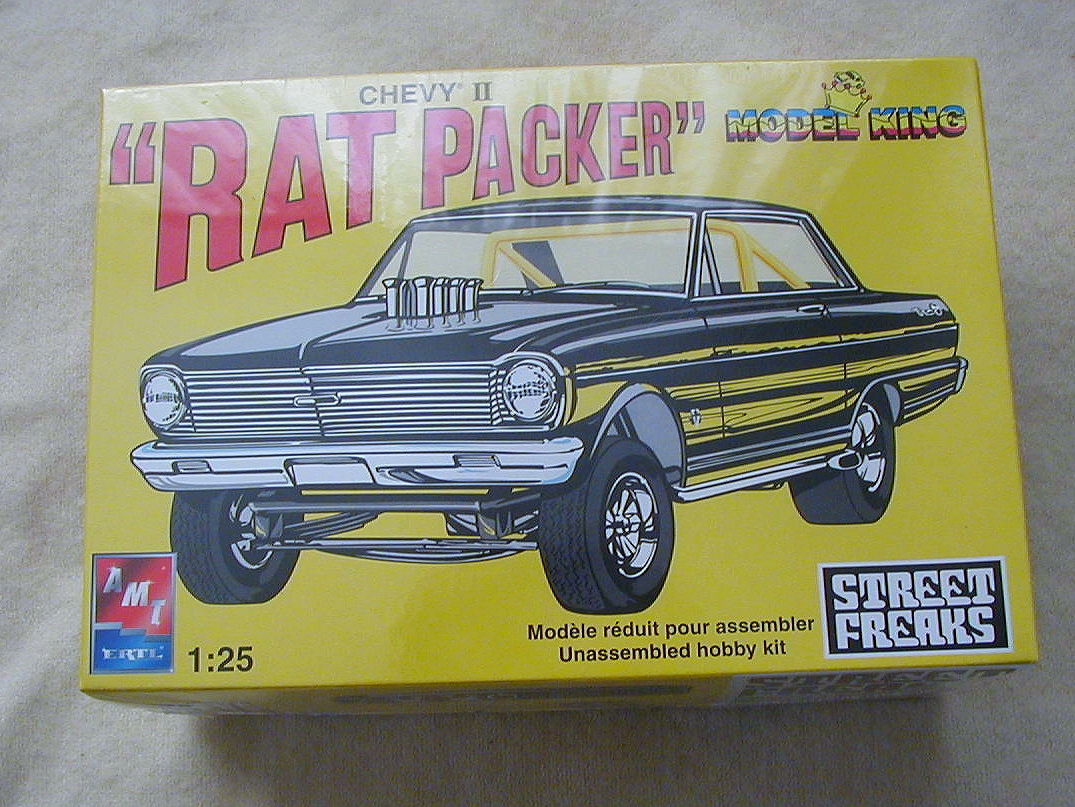 CHEVY II
"RAT PACKER"
MODEL KING
AMT
ERTL
1:25
Modèle réduit pour assembler
Unassembled hobby kit
STREET
FREAKS
STREET